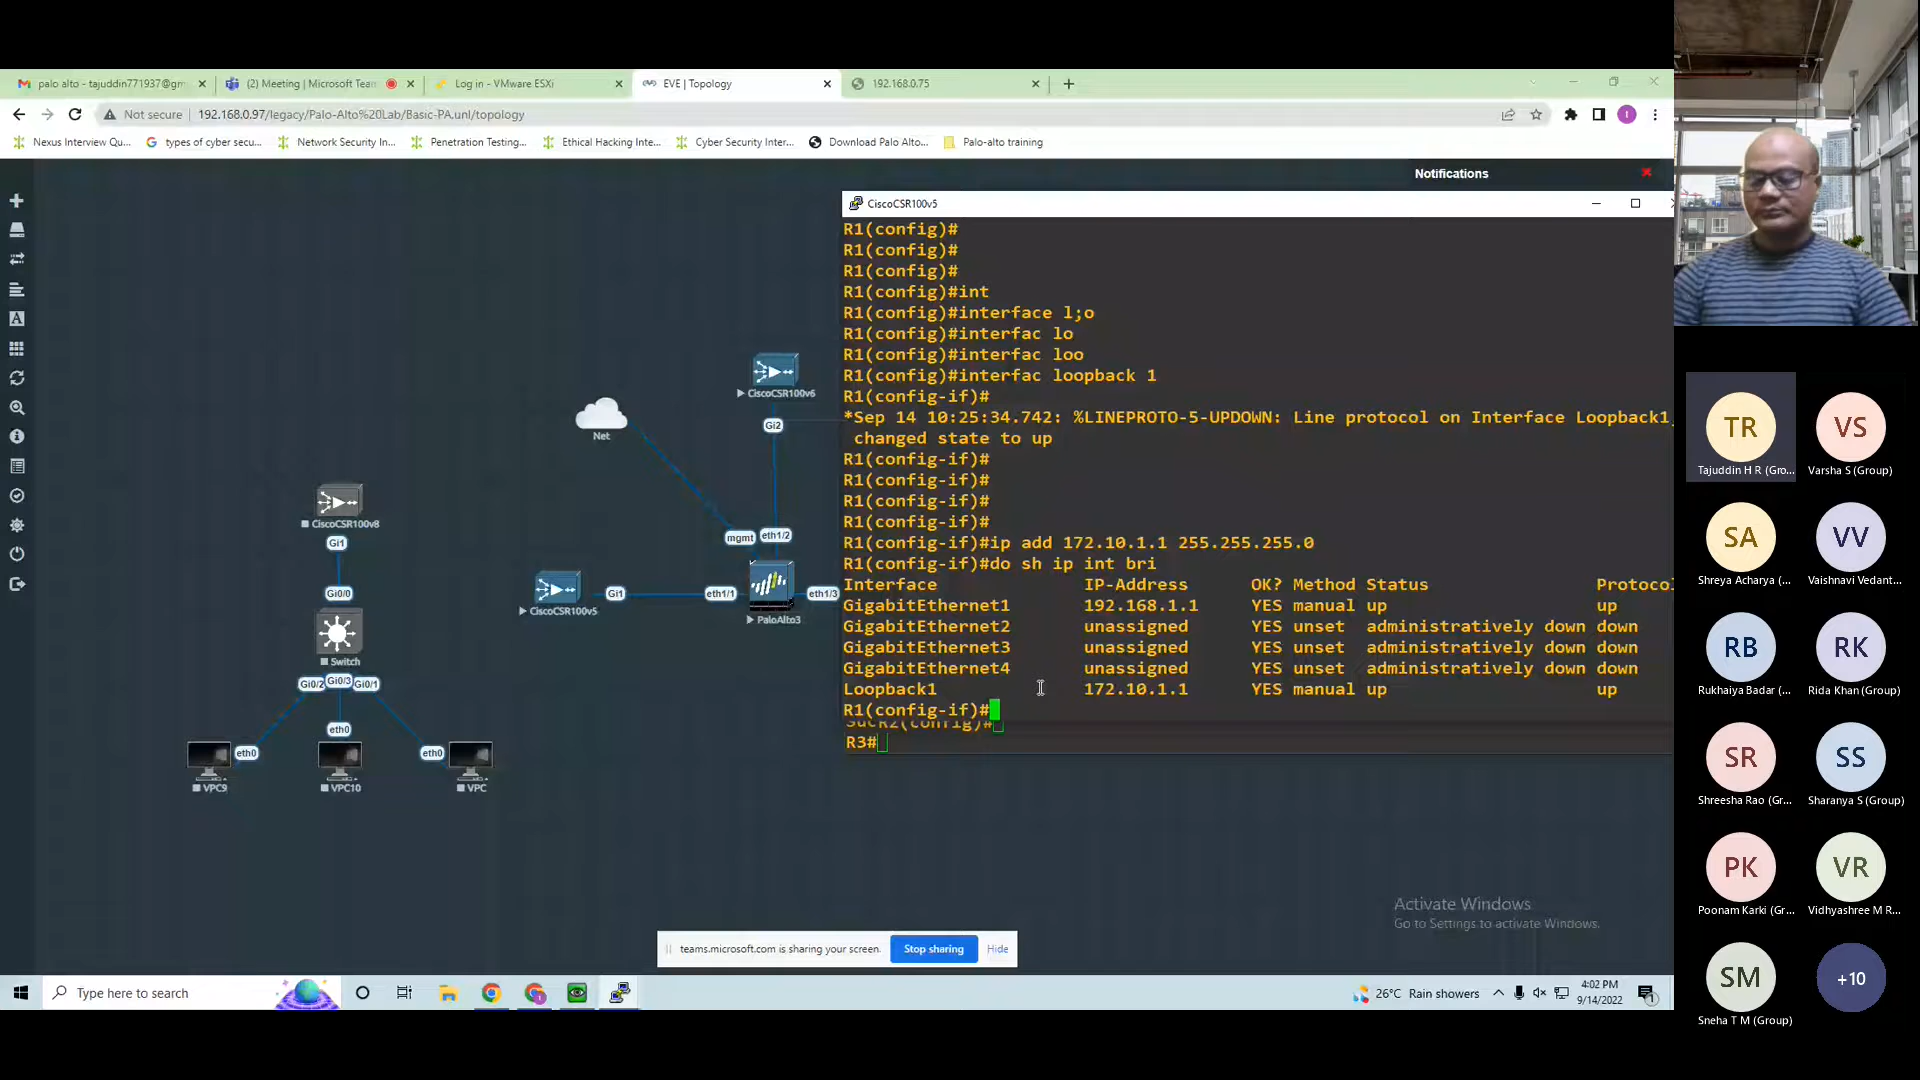 palo alto - tajuddin771937@gm
(2) Meeting | Microsoft Team
Log in - VMware ESXi
EVE | Topology
192.168.0.75
Not secure
192.168.0.97/legacy/Palo-Alto%20Lab/Basic-PA.unl/topology
Nexus Interview Qu...
types of cyber secu...
Network Security In...
Penetration Testing...
Ethical Hacking Inte...
Cyber Security Inter...
Download Palo Alto...
Palo-alto training
Notifications
CiscoCSR100v5
R1(config)#
R1(config)#
R1(config)#
R1(config)#int
R1(config)#interface l;o
R1(config)#interfac lo
R1(config)#interfac loo
R1(config)#interfac loopback 1
R1(config-if)#
*Sep 14 10:25:34.742: %LINEPROTO-5-UPDOWN: Line protocol on Interface Loopback1,
changed state to up
R1(config-if)#
R1(config-if)#
R1(config-if)#
R1(config-if)#
R1(config-if)#ip add 172.10.1.1 255.255.255.0
R1(config-if)#do sh ip int bri
Interface IP-Address OK? Method Status Protoco
GigabitEthernet1 192.168.1.1 YES manual up up
GigabitEthernet2 unassigned YES unset administratively down down
GigabitEthernet3 unassigned YES unset administratively down down
GigabitEthernet4 unassigned YES unset administratively down down
Loopback1 172.10.1.1 YES manual up up
R1(config-if)#
R2(config)#
R3#
CiscoCSR100v6
Gi2
Net
mgmt
eth1/2
CiscoCSR100v8
Gi1
Gi0/0
CiscoCSR100v5
Gi1
eth1/1
eth1/3
PaloAlto3
Switch
Gi0/2
Gi0/3
Gi0/1
eth0
eth0
eth0
VPC9
VPC10
VPC
Activate Windows
Go to Settings to activate Windows.
teams.microsoft.com is sharing your screen.
Stop sharing
Hide
Type here to search
26°C Rain showers
4:02 PM
9/14/2022
TR
Tajuddin H R (Gro...
VS
Varsha S (Group)
SA
Shreya Acharya (...
VV
Vaishnavi Vedant...
RB
Rukhaiya Badar (...
RK
Rida Khan (Group)
SR
Shreesha Rao (Gr...
SS
Sharanya S (Group)
PK
Poonam Karki (Gr...
VR
Vidhyashree M R...
SM
Sneha T M (Group)
+10